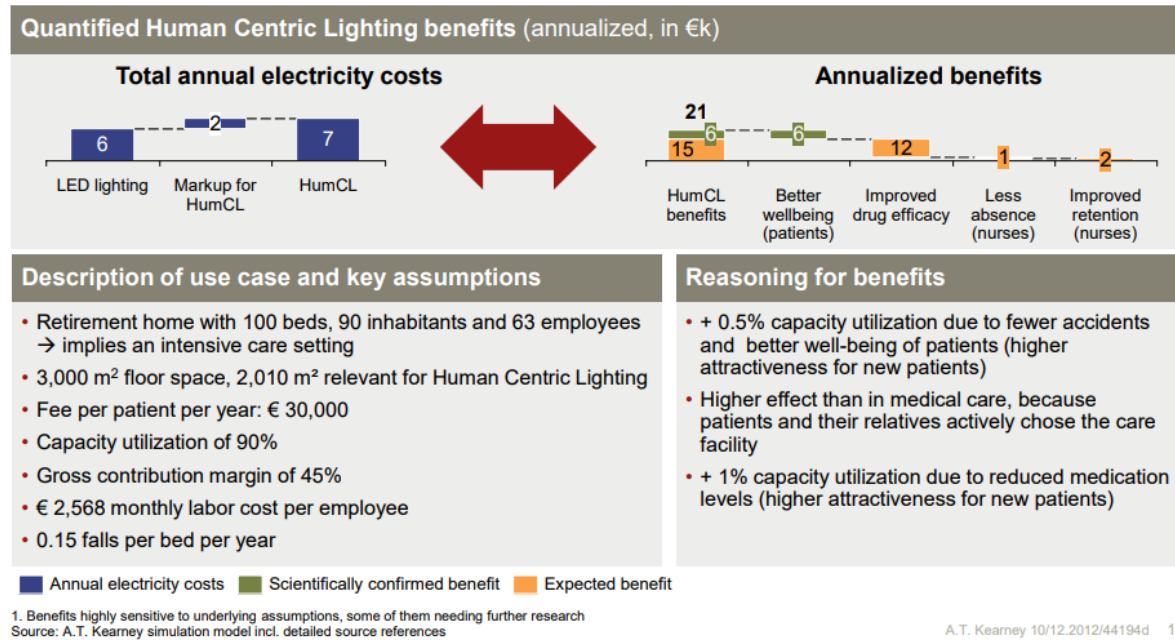 Quantified Human Centric Lighting benefits (annualized, in €k)
Total annual electricity costs
6
2
7
LED lighting
Markup for
HumCL
HumCL
Annualized benefits
21
6
15
6
12
1
2
HumCL
benefits
Better
wellbeing
(patients)
Improved
drug efficacy
Less
absence
(nurses)
Improved
retention
(nurses)
Description of use case and key assumptions
• Retirement home with 100 beds, 90 inhabitants and 63 employees
→ implies an intensive care setting
• 3,000 m² floor space, 2,010 m² relevant for Human Centric Lighting
• Fee per patient per year: € 30,000
• Capacity utilization of 90%
• Gross contribution margin of 45%
• € 2,568 monthly labor cost per employee
• 0.15 falls per bed per year
Reasoning for benefits
• + 0.5% capacity utilization due to fewer accidents
and better well-being of patients (higher
attractiveness for new patients)
• Higher effect than in medical care, because
patients and their relatives actively chose the care
facility
• + 1% capacity utilization due to reduced medication
levels (higher attractiveness for new patients)
Annual electricity costs
Scientifically confirmed benefit
Expected benefit
1. Benefits highly sensitive to underlying assumptions, some of them needing further research
Source: A.T. Kearney simulation model incl. detailed source references
A.T. Kearney 10/12.2012/44194d 1